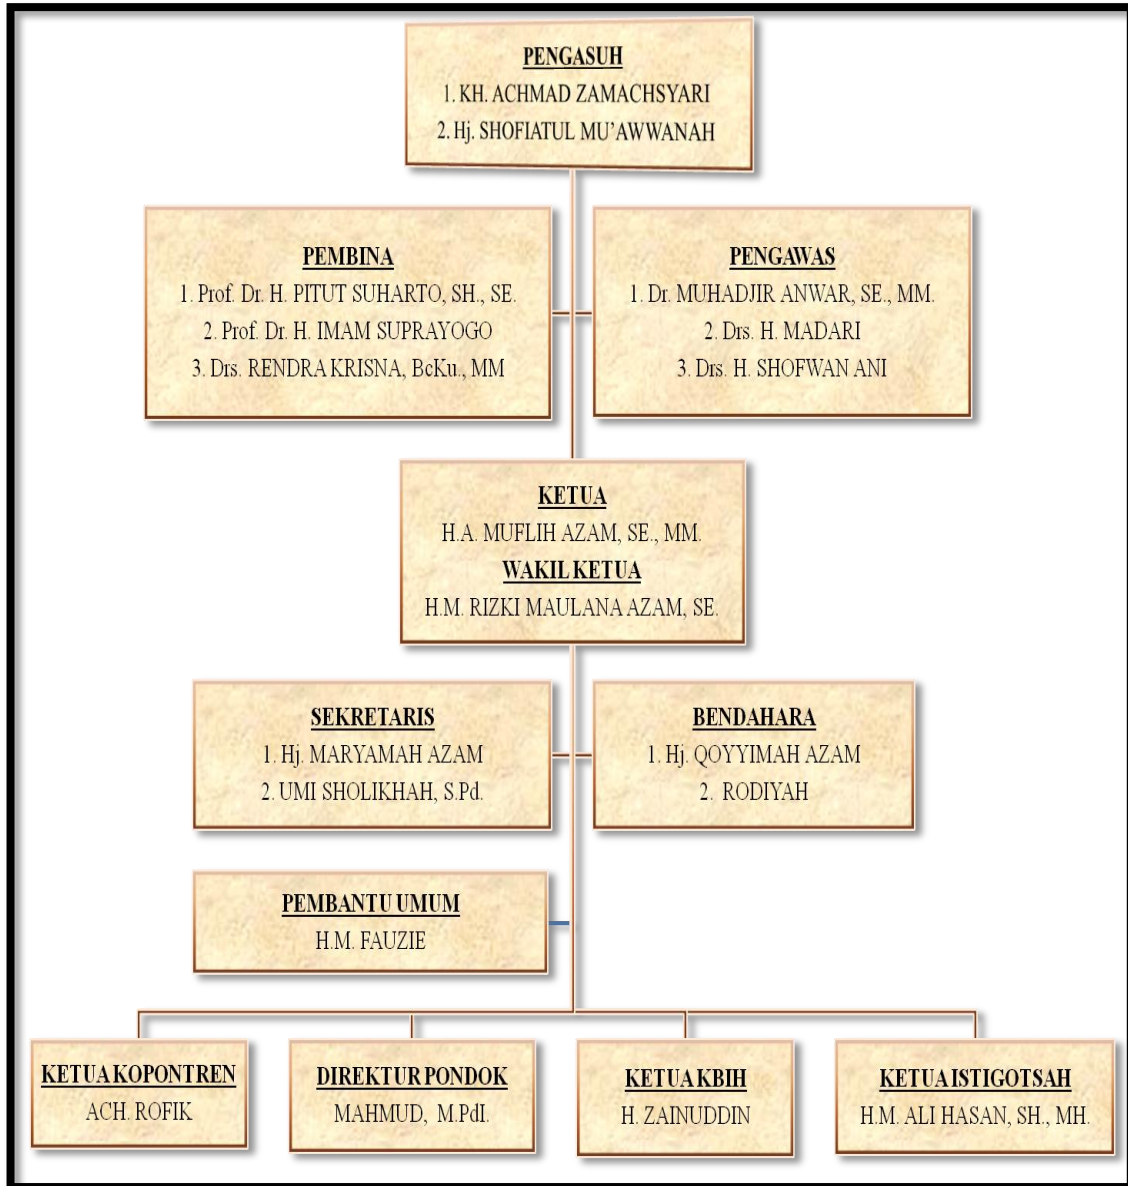 PENGASUH
1. KH. ACHMAD ZAMACHSYARI
2. Hj. SHOFIATUL MU’AWWANAH
PEMBINA
1. Prof. Dr. H. PITUT SUHARTO, SH., SE.
2. Prof. Dr. H. IMAM SUPRAYOGO
3. Drs. RENDRA KRISNA, BcKu., MM
PENGAWAS
1. Dr. MUHADJIR ANWAR, SE., MM.
2. Drs. H. MADARI
3. Drs. H. SHOFWAN ANI
KETUA
H.A. MUFLIH AZAM, SE., MM.
WAKIL KETUA
H.M. RIZKI MAULANA AZAM, SE.
SEKRETARIS
1. Hj. MARYAMAH AZAM
2. UMI SHOLIKHAH, S.Pd.
BENDAHARA
1. Hj. QOYYIMAH AZAM
2. RODIYAH
PEMBANTU UMUM
H.M. FAUZIE
KETUA KOPONTREN
ACH. ROFIK
DIREKTUR PONDOK
MAHMUD, M.PdI.
KETUA KBIH
H. ZAINUDDIN
KETUA ISTIGOTSAH
H.M. ALI HASAN, SH., MH.